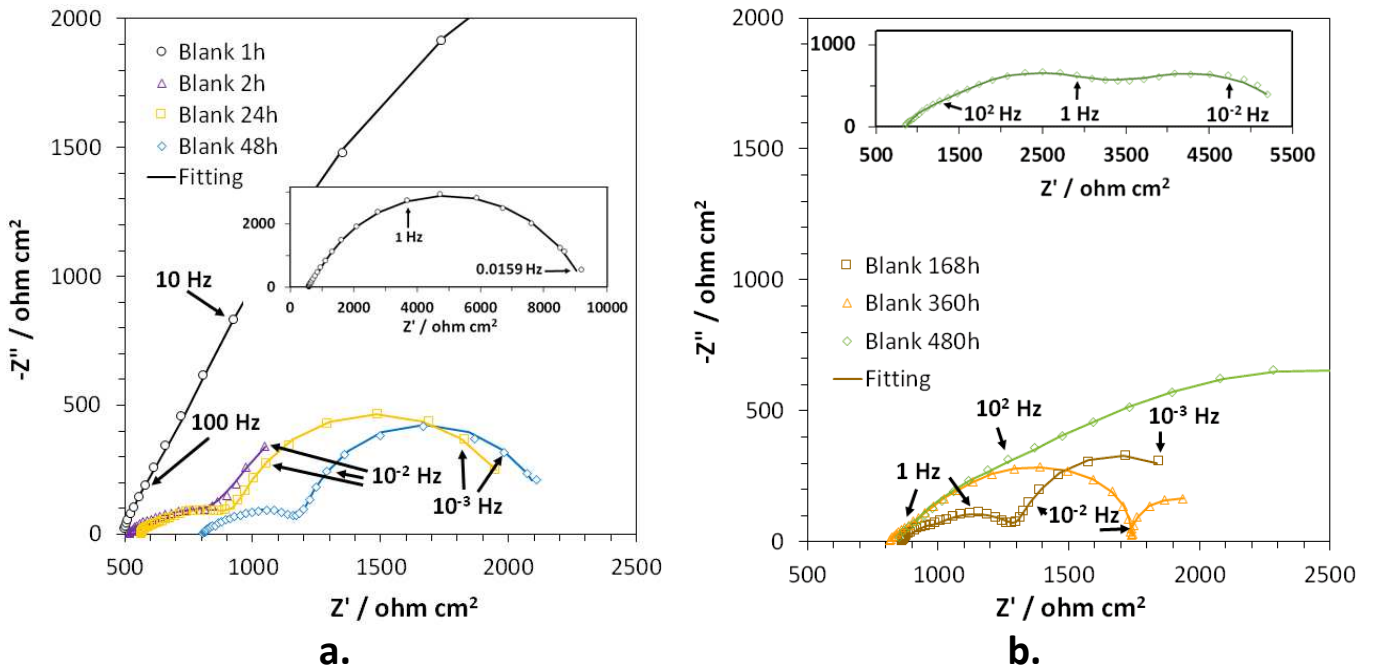 2000
1500
1000
500
0
-Z" / ohm cm²
Blank 1h
Blank 2h
Blank 24h
Blank 48h
Fitting
10 Hz
100 Hz
10⁻² Hz
10⁻³ Hz
2000
0
1 Hz
0.0159 Hz
0 2000 4000 6000 8000 10000
Z' / ohm cm²
500 1000 1500 2000 2500
Z' / ohm cm²
a.
2000
1500
1000
500
0
-Z" / ohm cm²
1000
0
10² Hz
1 Hz
10⁻² Hz
500 1500 2500 3500 4500 5500
Z' / ohm cm²
Blank 168h
Blank 360h
Blank 480h
Fitting
10² Hz
10⁻³ Hz
1 Hz
10⁻² Hz
500 1000 1500 2000 2500
Z' / ohm cm²
b.